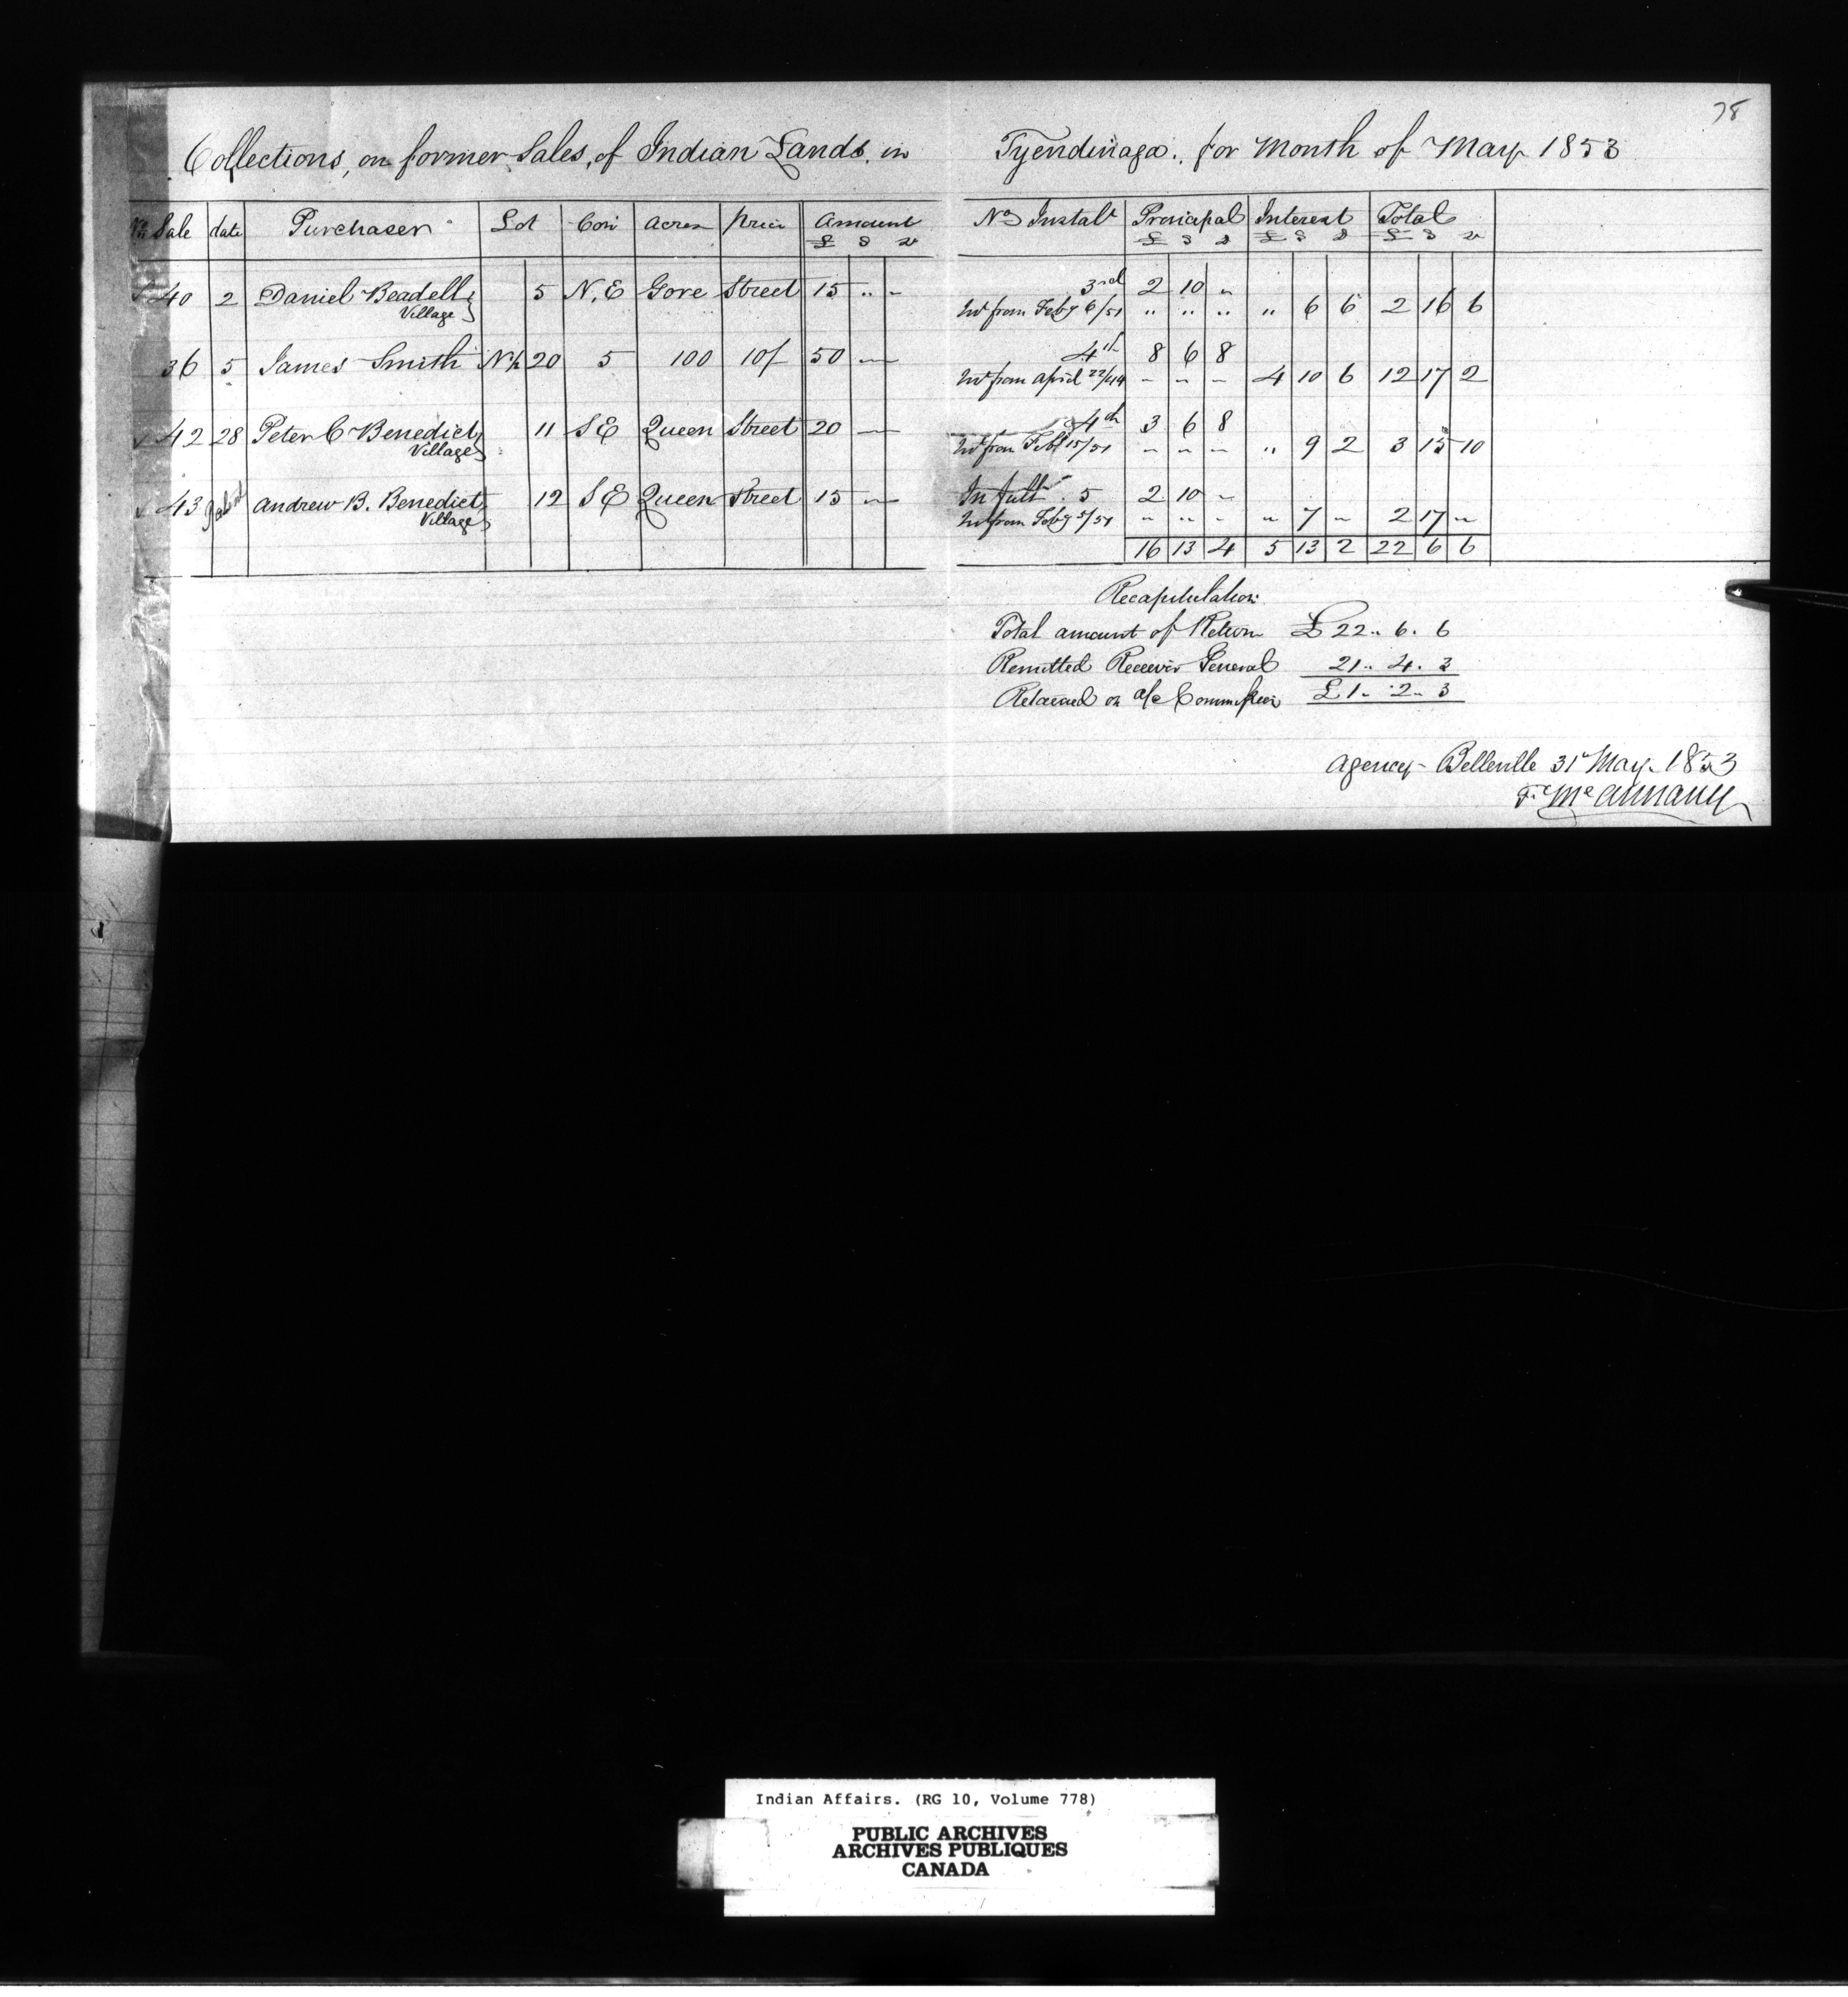 78
Collections, on former Sales, of Indian Lands in Tyendinaga.. for Month of May 1853
No Sale date Purchaser Lot Con Acres Price Amount No Instalt Principal Interest Total
£ s d £ s d £ s d £ s d
40 2 Daniel Beadell 5 N.E Gore Street 15 .. - 3rd 2 10 "
Village Int from Feby 6/51 " " " " 6 6 2 16 6
36 5 James Smith N½ 20 5 100 10/ 50 — 4th 8 6 8
Int from April 22/44 " " " 4 10 6 12 17 2
42 28 Peter C Benedict 11 SE Queen Street 20 — 4th 3 6 8
Village Int from Feby 15/51 " " " " 9 2 3 15 10
43 Andrew B. Benedict 12 SE Queen Street 15 — In full 5 2 10 "
Village Int from Feby 5/51 " " " " 7 " 2 17 "
16 13 4 5 13 2 22 6 6
Recapitulation
Total amount of Return £22.. 6. 6
Remitted Receiver General 21.. 4. 3
Retained on a/c Commission £1. 2. 3
Agency Belleville 31 May 1853
T. McAnnany
Indian Affairs. (RG 10, Volume 778)
PUBLIC ARCHIVES
ARCHIVES PUBLIQUES
CANADA